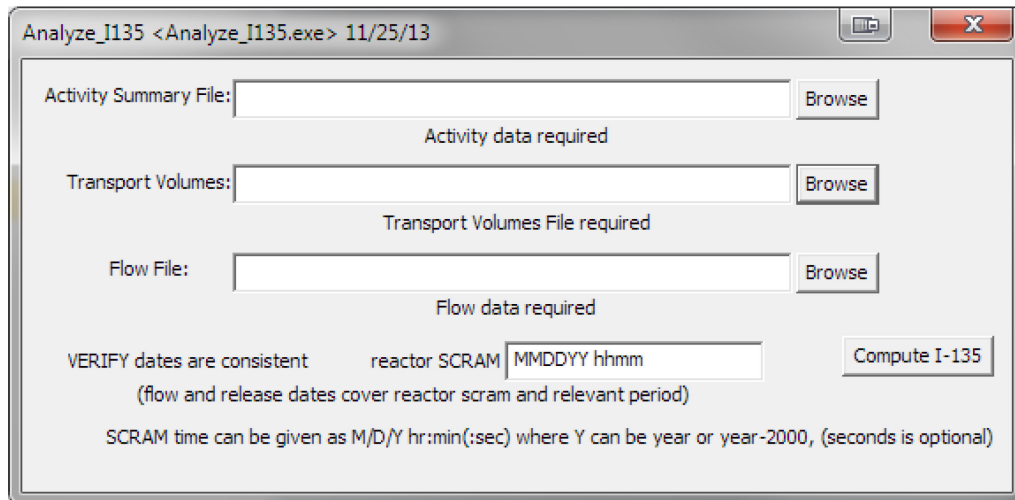 Analyze_I135 <Analyze_I135.exe> 11/25/13
Activity Summary File: Browse
Activity data required
Transport Volumes: Browse
Transport Volumes File required
Flow File: Browse
Flow data required
VERIFY dates are consistent reactor SCRAM MMDDYY hhmm Compute I-135
(flow and release dates cover reactor scram and relevant period)
SCRAM time can be given as M/D/Y hr:min(:sec) where Y can be year or year-2000, (seconds is optional)